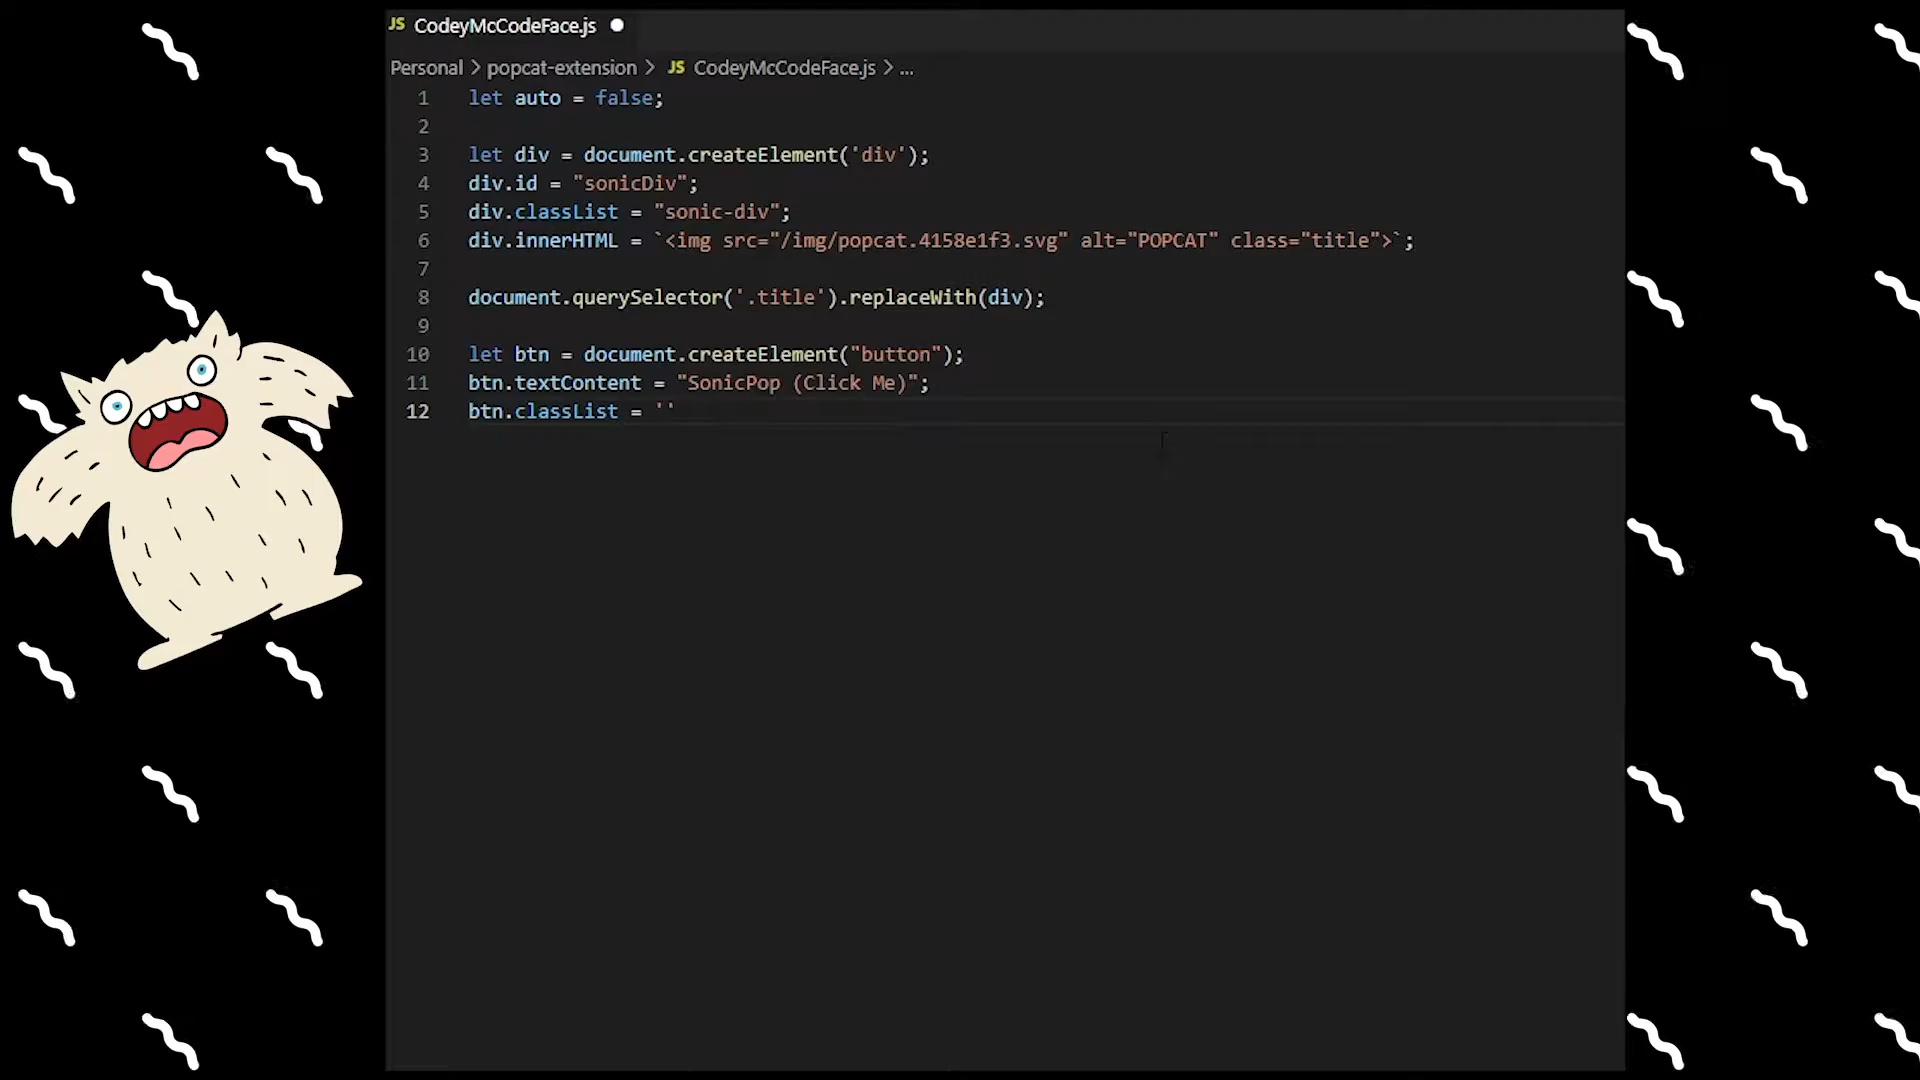 JS CodeyMcCodeFace.js
Personal > popcat-extension > JS CodeyMcCodeFace.js > ...
1 let auto = false;
2
3 let div = document.createElement('div');
4 div.id = "sonicDiv";
5 div.classList = "sonic-div";
6 div.innerHTML = `<img src="/img/popcat.4158e1f3.svg" alt="POPCAT" class="title">`;
7
8 document.querySelector('.title').replaceWith(div);
9
10 let btn = document.createElement("button");
11 btn.textContent = "SonicPop (Click Me)";
12 btn.classList = ''